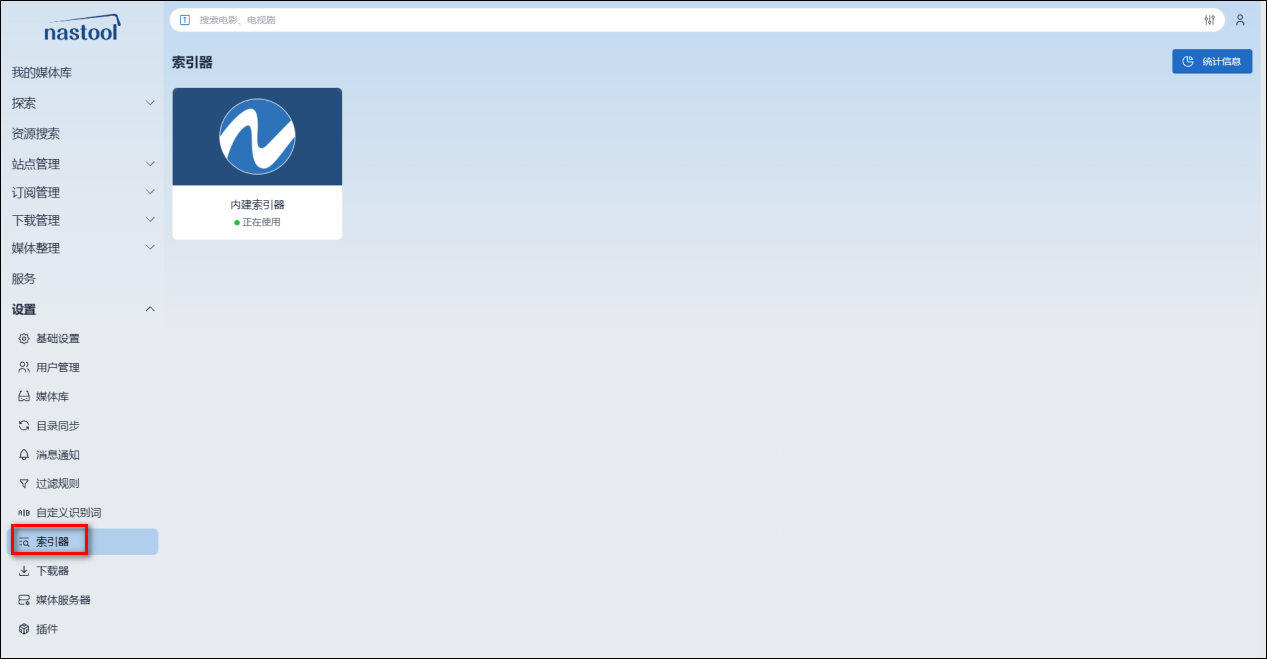 nastool
搜索电影、电视剧
我的媒体库
探索
资源搜索
站点管理
订阅管理
下载管理
媒体整理
服务
设置
基础设置
用户管理
媒体库
目录同步
消息通知
过滤规则
A|B 自定义识别词
索引器
下载器
媒体服务器
插件
索引器
统计信息
内建索引器
正在使用